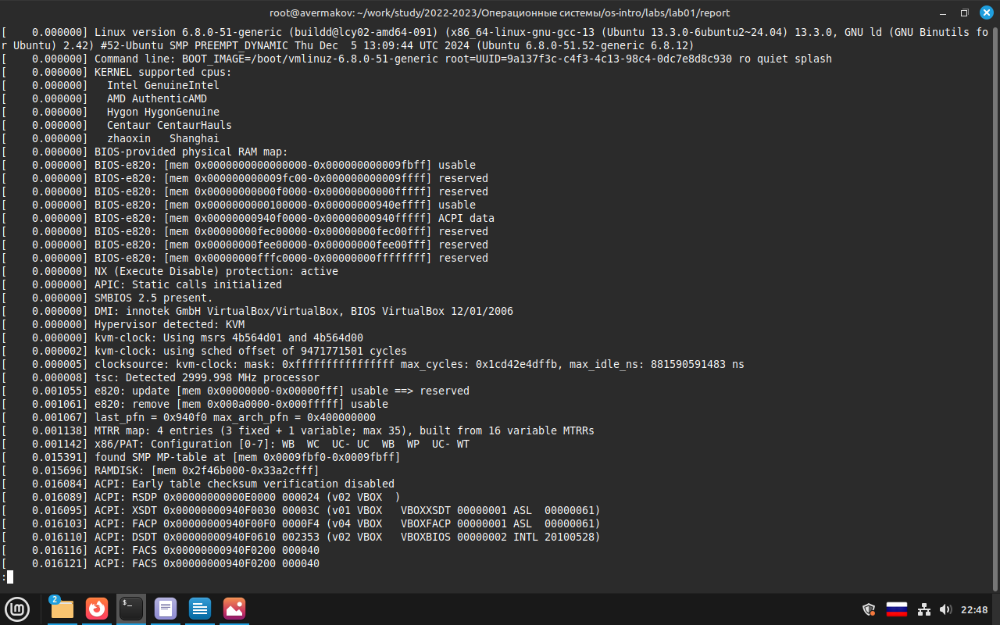 root@avermakov: ~/work/study/2022-2023/Операционные системы/os-intro/labs/lab01/report
[    0.000000] Linux version 6.8.0-51-generic (buildd@lcy02-amd64-091) (x86_64-linux-gnu-gcc-13 (Ubuntu 13.3.0-6ubuntu2~24.04) 13.3.0, GNU ld (GNU Binutils fo
r Ubuntu) 2.42) #52-Ubuntu SMP PREEMPT_DYNAMIC Thu Dec  5 13:09:44 UTC 2024 (Ubuntu 6.8.0-51.52-generic 6.8.12)
[    0.000000] Command line: BOOT_IMAGE=/boot/vmlinuz-6.8.0-51-generic root=UUID=9a137f3c-c4f3-4c13-98c4-0dc7e8d8c930 ro quiet splash
[    0.000000] KERNEL supported cpus:
[    0.000000]   Intel GenuineIntel
[    0.000000]   AMD AuthenticAMD
[    0.000000]   Hygon HygonGenuine
[    0.000000]   Centaur CentaurHauls
[    0.000000]   zhaoxin   Shanghai
[    0.000000] BIOS-provided physical RAM map:
[    0.000000] BIOS-e820: [mem 0x0000000000000000-0x000000000009fbff] usable
[    0.000000] BIOS-e820: [mem 0x000000000009fc00-0x000000000009ffff] reserved
[    0.000000] BIOS-e820: [mem 0x00000000000f0000-0x00000000000fffff] reserved
[    0.000000] BIOS-e820: [mem 0x0000000000100000-0x00000000940effff] usable
[    0.000000] BIOS-e820: [mem 0x00000000940f0000-0x00000000940fffff] ACPI data
[    0.000000] BIOS-e820: [mem 0x00000000fec00000-0x00000000fec00fff] reserved
[    0.000000] BIOS-e820: [mem 0x00000000fee00000-0x00000000fee00fff] reserved
[    0.000000] BIOS-e820: [mem 0x00000000fffc0000-0x00000000ffffffff] reserved
[    0.000000] NX (Execute Disable) protection: active
[    0.000000] APIC: Static calls initialized
[    0.000000] SMBIOS 2.5 present.
[    0.000000] DMI: innotek GmbH VirtualBox/VirtualBox, BIOS VirtualBox 12/01/2006
[    0.000000] Hypervisor detected: KVM
[    0.000000] kvm-clock: Using msrs 4b564d01 and 4b564d00
[    0.000002] kvm-clock: using sched offset of 9471771501 cycles
[    0.000005] clocksource: kvm-clock: mask: 0xffffffffffffffff max_cycles: 0x1cd42e4dffb, max_idle_ns: 881590591483 ns
[    0.000008] tsc: Detected 2999.998 MHz processor
[    0.001055] e820: update [mem 0x00000000-0x00000fff] usable ==> reserved
[    0.001061] e820: remove [mem 0x000a0000-0x000fffff] usable
[    0.001067] last_pfn = 0x940f0 max_arch_pfn = 0x400000000
[    0.001138] MTRR map: 4 entries (3 fixed + 1 variable; max 35), built from 16 variable MTRRs
[    0.001142] x86/PAT: Configuration [0-7]: WB  WC  UC- UC  WB  WP  UC- WT
[    0.015391] found SMP MP-table at [mem 0x0009fbf0-0x0009fbff]
[    0.015696] RAMDISK: [mem 0x2f46b000-0x33a2cfff]
[    0.016084] ACPI: Early table checksum verification disabled
[    0.016089] ACPI: RSDP 0x00000000000E0000 000024 (v02 VBOX  )
[    0.016095] ACPI: XSDT 0x00000000940F0030 00003C (v01 VBOX   VBOXXSDT 00000001 ASL  00000061)
[    0.016103] ACPI: FACP 0x00000000940F00F0 0000F4 (v04 VBOX   VBOXFACP 00000001 ASL  00000061)
[    0.016110] ACPI: DSDT 0x00000000940F0610 002353 (v02 VBOX   VBOXBIOS 00000002 INTL 20100528)
[    0.016116] ACPI: FACS 0x00000000940F0200 000040
[    0.016121] ACPI: FACS 0x00000000940F0200 000040
:
2
$_
22:48